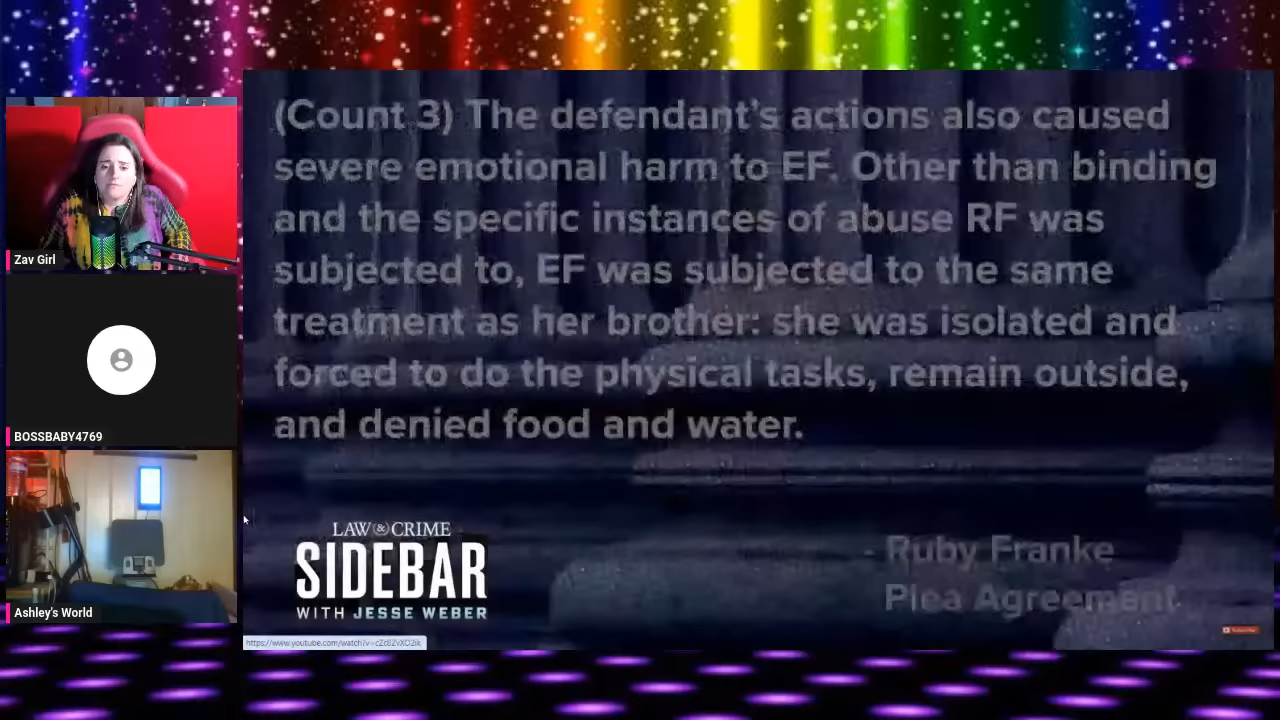 (Count 3) The defendant's actions also caused
severe emotional harm to EF. Other than binding
and the specific instances of abuse RF was
subjected to, EF was subjected to the same
treatment as her brother: she was isolated and
forced to do the physical tasks, remain outside,
and denied food and water.
- Ruby Franke
Plea Agreement
LAW & CRIME
SIDEBAR
WITH JESSE WEBER
Zav Girl
BOSSBABY4769
Ashley's World